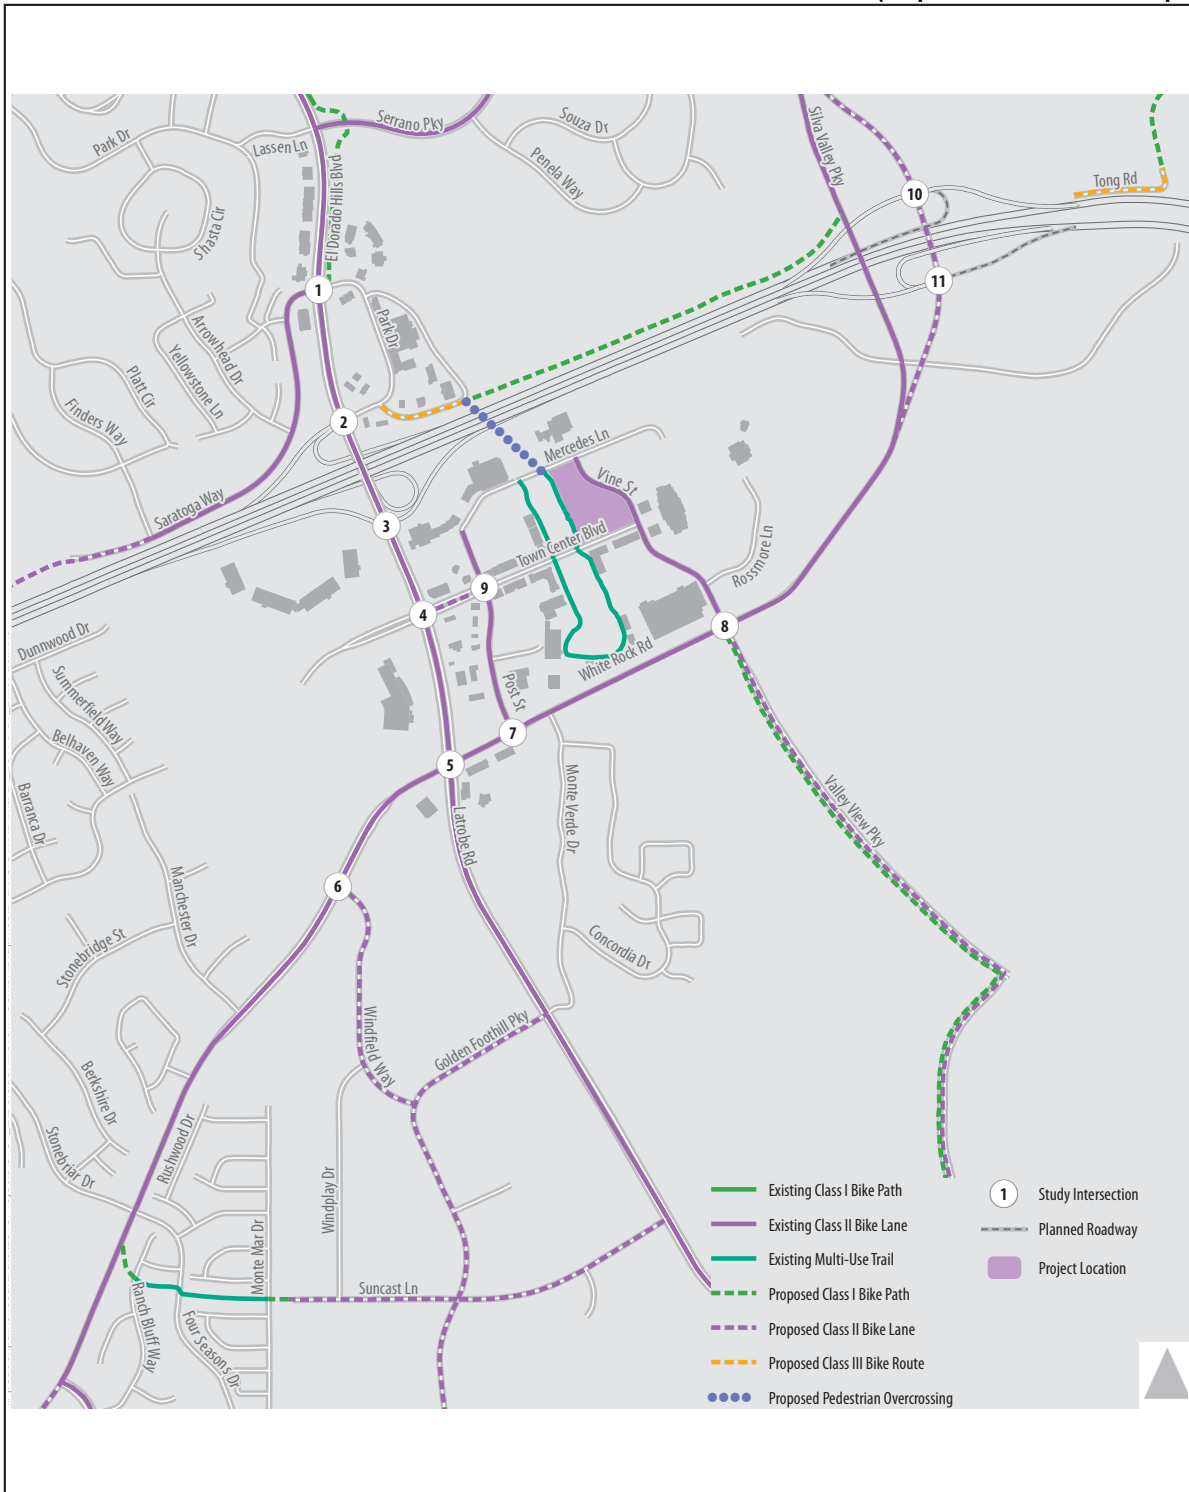 Serrano Pky
Souza Dr
Park Dr
Lassen Ln
Penela Way
Silva Valley Pky
El Dorado Hills Blvd
Tong Rd
10
Shasta Cir
11
1
Park Dr
Arrowhead Dr
Yellowstone Ln
Platt Cir
Finders Way
2
Mercedes Ln
Vine St
Saratoga Way
3
Town Center Blvd
Rossmore Ln
9
4
8
Dunnwood Dr
White Rock Rd
Summerfield Way
Post St
Belhaven Way
7
5
Barranca Dr
Monte Verde Dr
Latrobe Rd
Valley View Pky
6
Manchester Dr
Stonebridge St
Concordia Dr
Windfield Way
Golden Foothill Pky
Berkshire Dr
Stonebriar Dr
Rushwood Dr
Windplay Dr
Monte Mar Dr
Suncast Ln
Ranch Bluff Way
Four Seasons Dr
Existing Class I Bike Path
Existing Class II Bike Lane
Existing Multi-Use Trail
Proposed Class I Bike Path
Proposed Class II Bike Lane
Proposed Class III Bike Route
Proposed Pedestrian Overcrossing
1 Study Intersection
Planned Roadway
Project Location